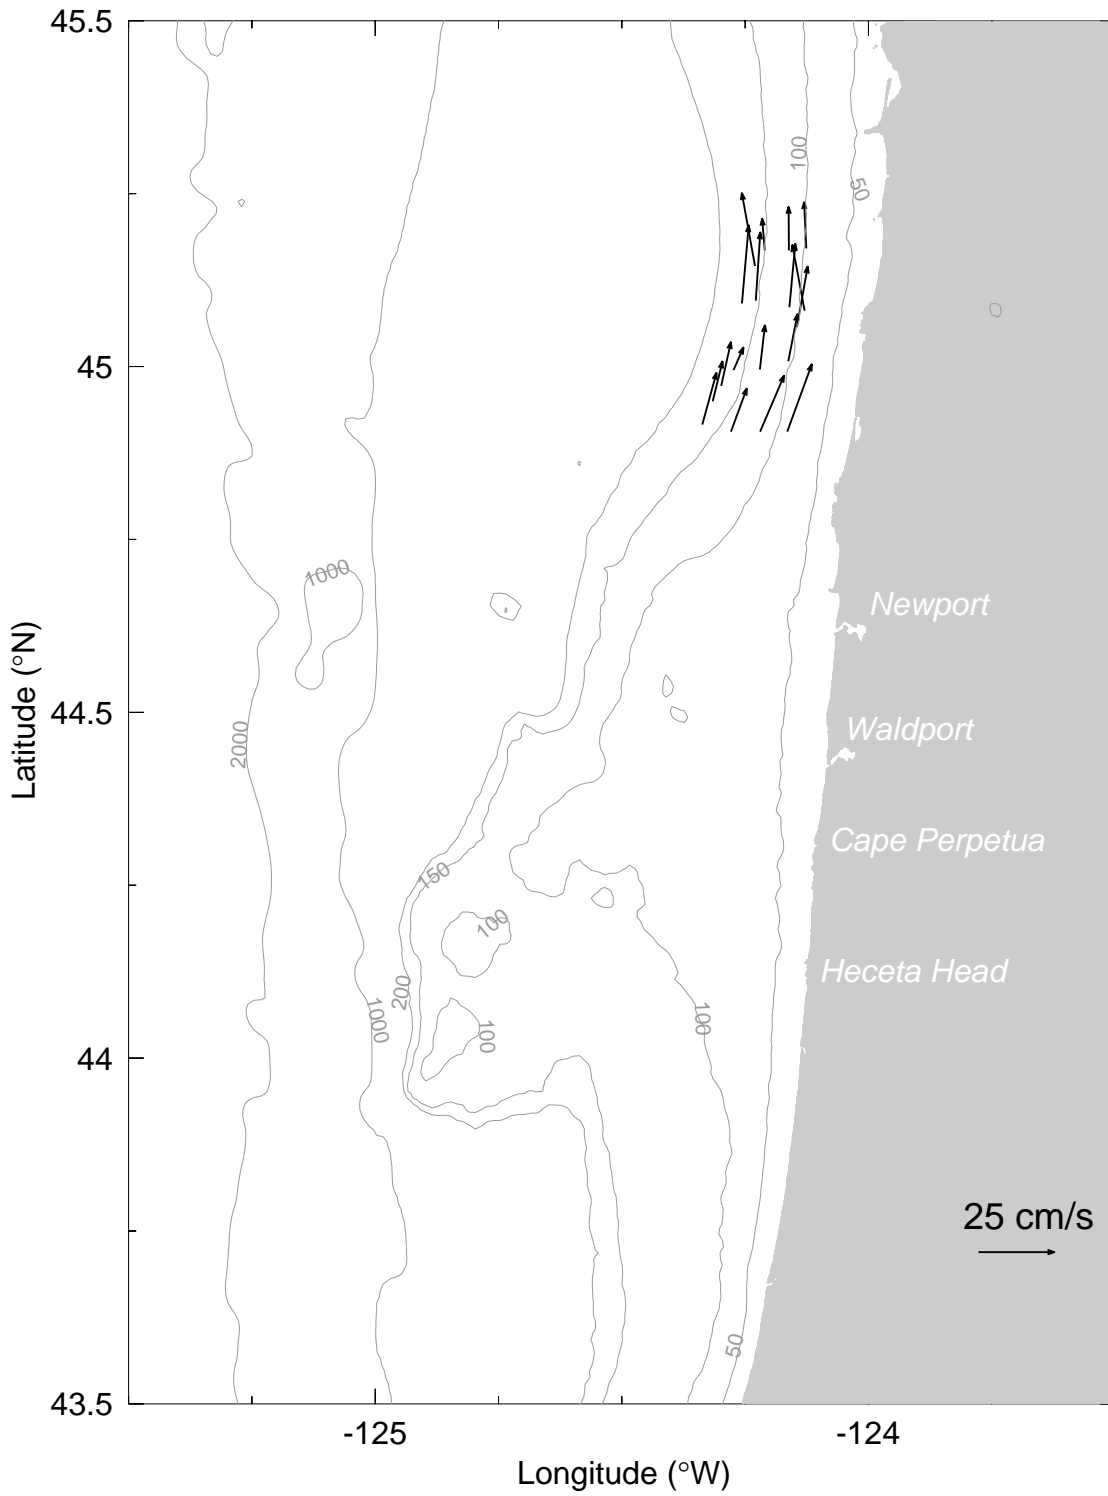 45.5
100
50
45
1000
Newport
Latitude (°N)
2000
44.5
Waldport
Cape Perpetua
150
100
Heceta Head
200
1000
100
100
44
25 cm/s
50
43.5
-125
-124
Longitude (°W)